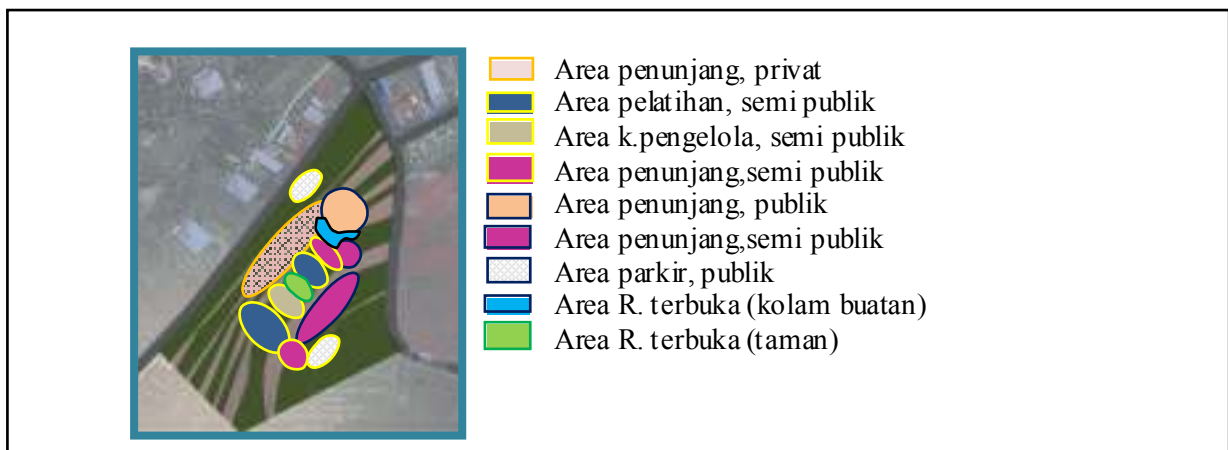 Area penunjang, privat
Area pelatihan, semi publik
Area k.pengelola, semi publik
Area penunjang,semi publik
Area penunjang, publik
Area penunjang,semi publik
Area parkir, publik
Area R. terbuka (kolam buatan)
Area R. terbuka (taman)